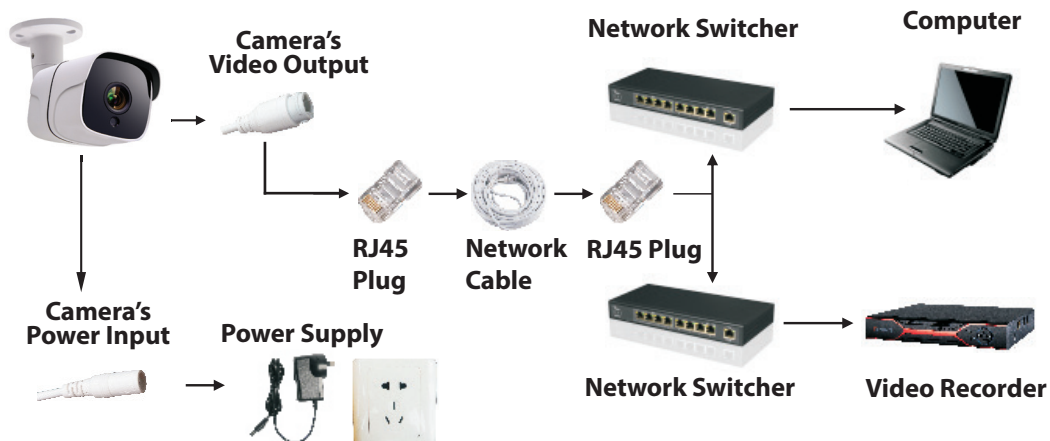 Camera's
Video Output
Network Switcher
Computer
RJ45
Plug
Network
Cable
RJ45 Plug
Camera's
Power Input
Power Supply
Network Switcher
Video Recorder